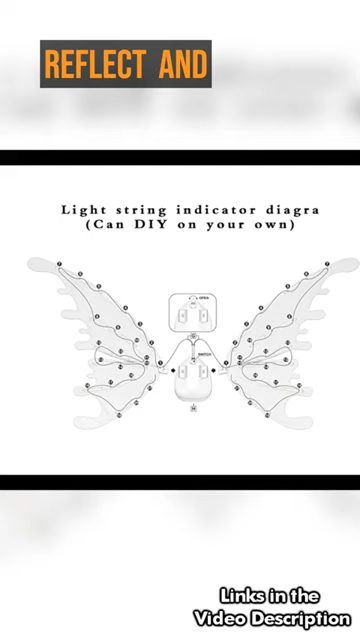 REFLECT AND
Light string indicator diagra
(Can DIY on your own)
OPEN
SWITCH
Links in the
Video Description